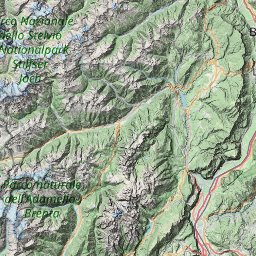 rco Nazionale
dello Stelvio
Nationalpark
Stilfser
Joch
B
Parco naturale
dell'Adamello
Brenta